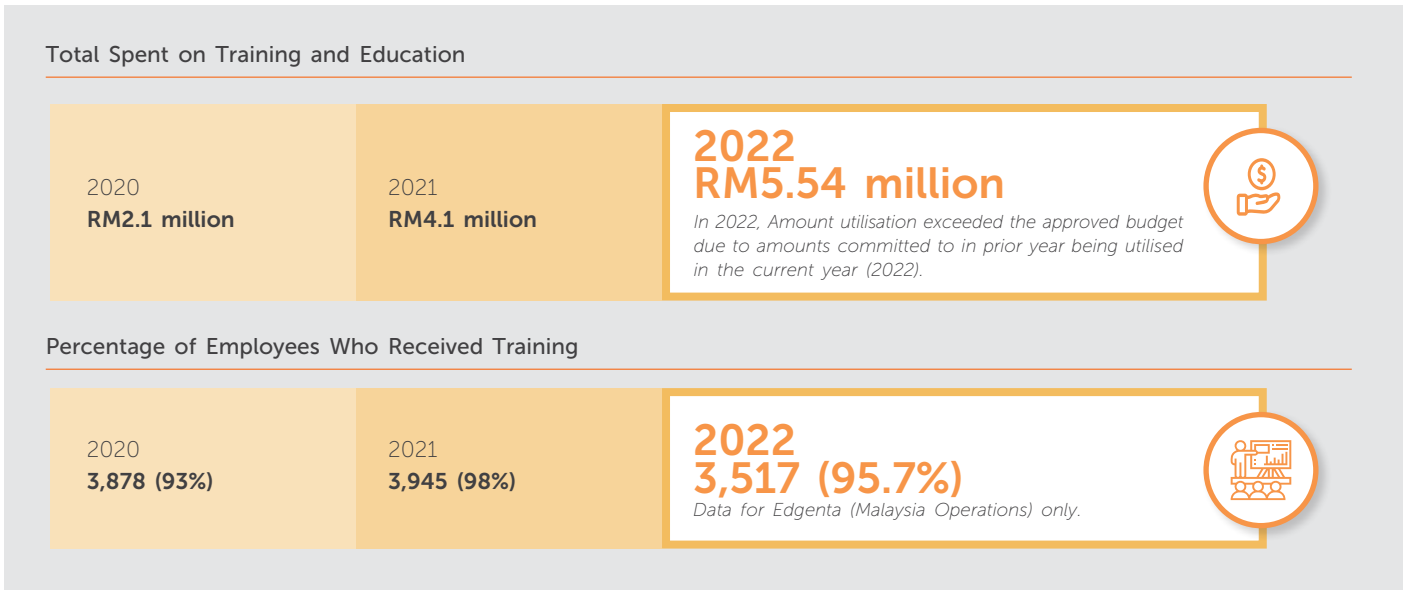 Total Spent on Training and Education
2020
RM2.1 million
2021
RM4.1 million
2022
RM5.54 million
In 2022, Amount utilisation exceeded the approved budget
due to amounts committed to in prior year being utilised
in the current year (2022).
$
Percentage of Employees Who Received Training
2020
3,878 (93%)
2021
3,945 (98%)
2022
3,517 (95.7%)
Data for Edgenta (Malaysia Operations) only.